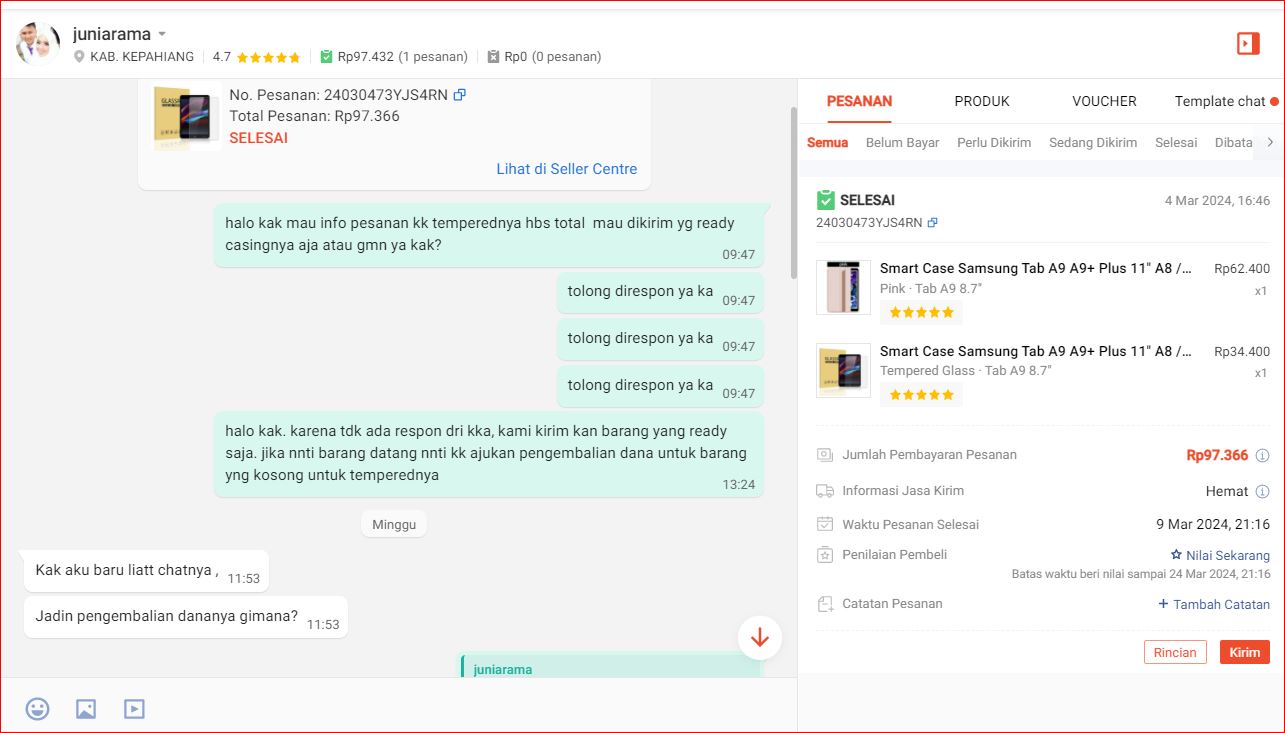 juniarama
KAB. KEPAHIANG
4.7
Rp97.432 (1 pesanan)
Rp0 (0 pesanan)
No. Pesanan: 24030473YJS4RN
Total Pesanan: Rp97.366
SELESAI
Lihat di Seller Centre
halo kak mau info pesanan kk temperednya hbs total  mau dikirim yg ready
casingnya aja atau gmn ya kak?
09:47
tolong direspon ya ka
09:47
tolong direspon ya ka
09:47
tolong direspon ya ka
09:47
halo kak. karena tdk ada respon dri kka, kami kirim kan barang yang ready
saja. jika nnti barang datang nnti kk ajukan pengembalian dana untuk barang
yng kosong untuk temperednya
13:24
Minggu
Kak aku baru liatt chatnya , 11:53
Jadin pengembalian dananya gimana? 11:53
juniarama
PESANAN
PRODUK
VOUCHER
Template chat
Semua
Belum Bayar
Perlu Dikirim
Sedang Dikirim
Selesai
Dibata
SELESAI
4 Mar 2024, 16:46
24030473YJS4RN
Smart Case Samsung Tab A9 A9+ Plus 11" A8 /...
Rp62.400
Pink · Tab A9 8.7"
x1
Smart Case Samsung Tab A9 A9+ Plus 11" A8 /...
Rp34.400
Tempered Glass · Tab A9 8.7"
x1
Jumlah Pembayaran Pesanan
Rp97.366
Informasi Jasa Kirim
Hemat
Waktu Pesanan Selesai
9 Mar 2024, 21:16
Penilaian Pembeli
Nilai Sekarang
Batas waktu beri nilai sampai 24 Mar 2024, 21:16
Catatan Pesanan
+ Tambah Catatan
Rincian
Kirim